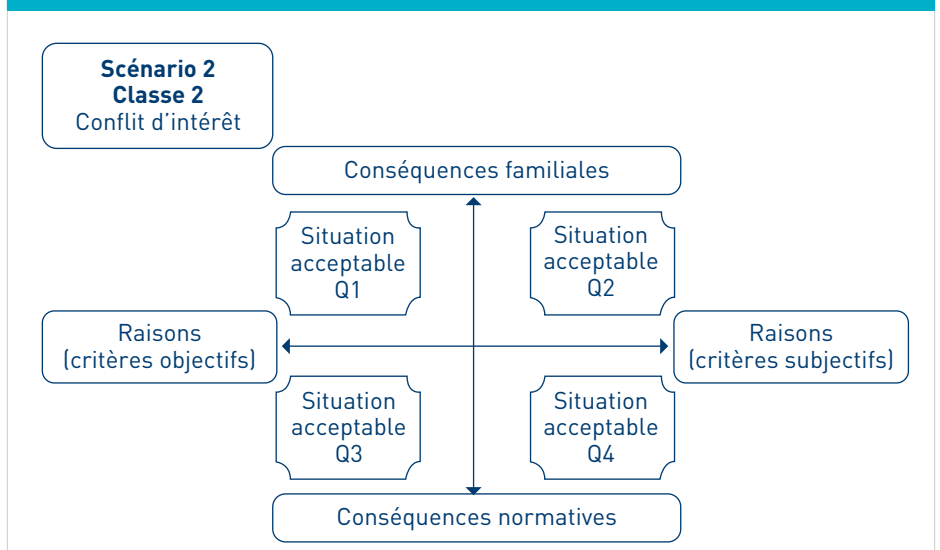 Scénario 2
Classe 2
Conflit d'intérêt
Conséquences familiales
Situation
acceptable
Q1
Situation
acceptable
Q2
Raisons
(critères objectifs)
Raisons
(critères subjectifs)
Situation
acceptable
Q3
Situation
acceptable
Q4
Conséquences normatives